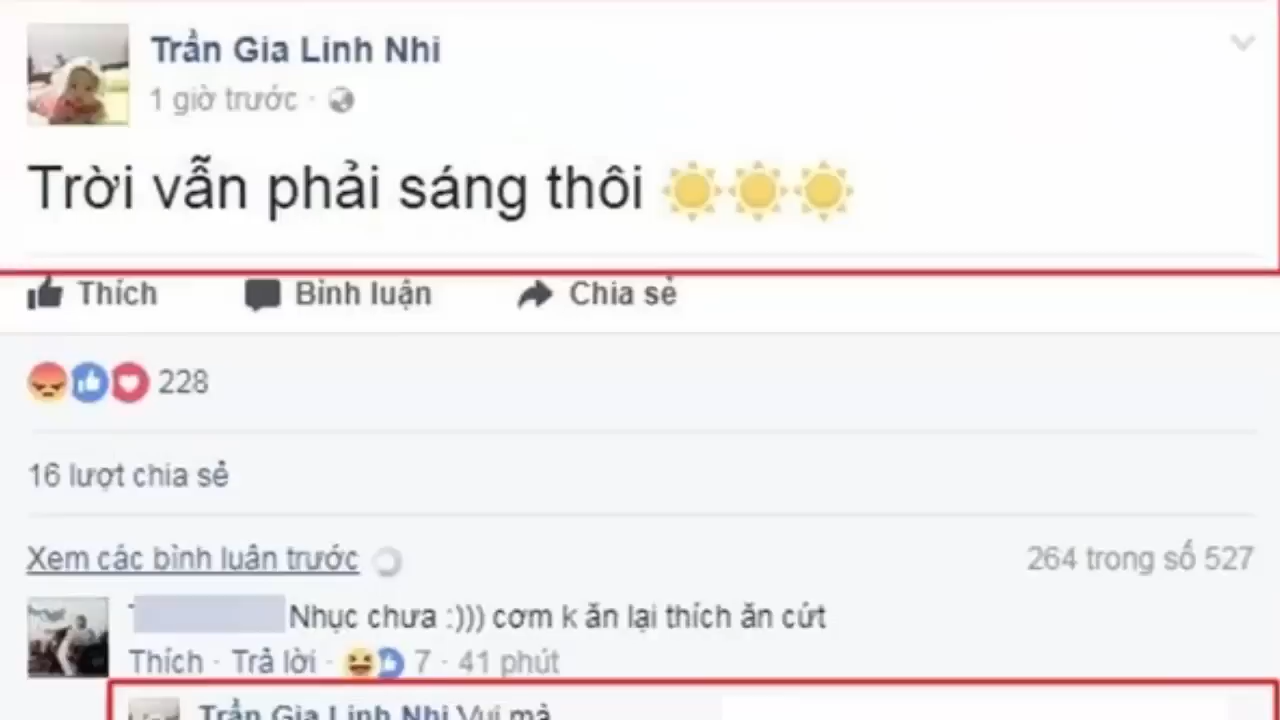 Trần Gia Linh Nhi
1 giờ trước ·
Trời vẫn phải sáng thôi
Thích Bình luận Chia sẻ
228
16 lượt chia sẻ
Xem các bình luân trước 264 trong số 527
Nhục chưa :))) cơm k ăn lại thích ăn cứt
Thích · Trả lời · 7 · 41 phút
Trần Gia Linh Nhi Vui mà